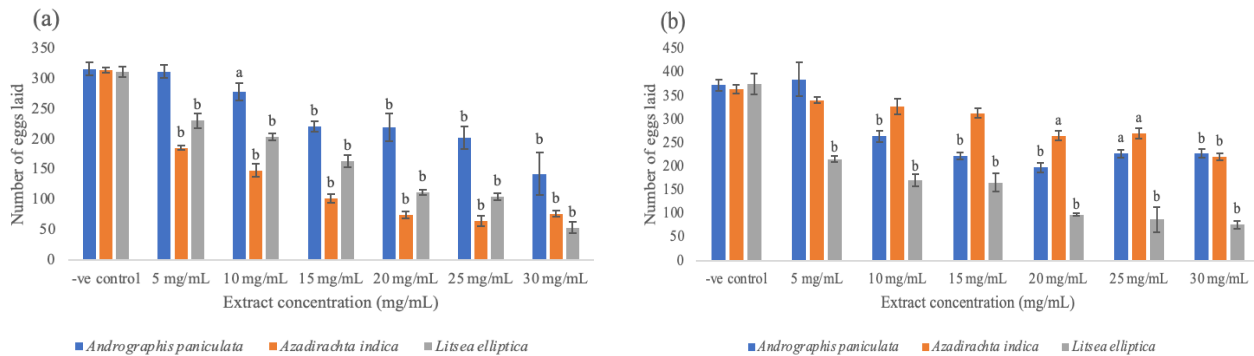 (a)
350
300
250
200
150
100
50
0
Number of eggs laid
a
b b b b b b
b b b b b b
b b b b
-ve control 5 mg/mL 10 mg/mL 15 mg/mL 20 mg/mL 25 mg/mL 30 mg/mL
Extract concentration (mg/mL)
Andrographis paniculata Azadirachta indica Litsea elliptica
(b)
450
400
350
300
250
200
150
100
50
0
Number of eggs laid
a a a
b b b b b
b b b b b b
-ve control 5 mg/mL 10 mg/mL 15 mg/mL 20 mg/mL 25 mg/mL 30 mg/mL
Extract concentration (mg/mL)
Andrographis paniculata Azadirachta indica Litsea elliptica